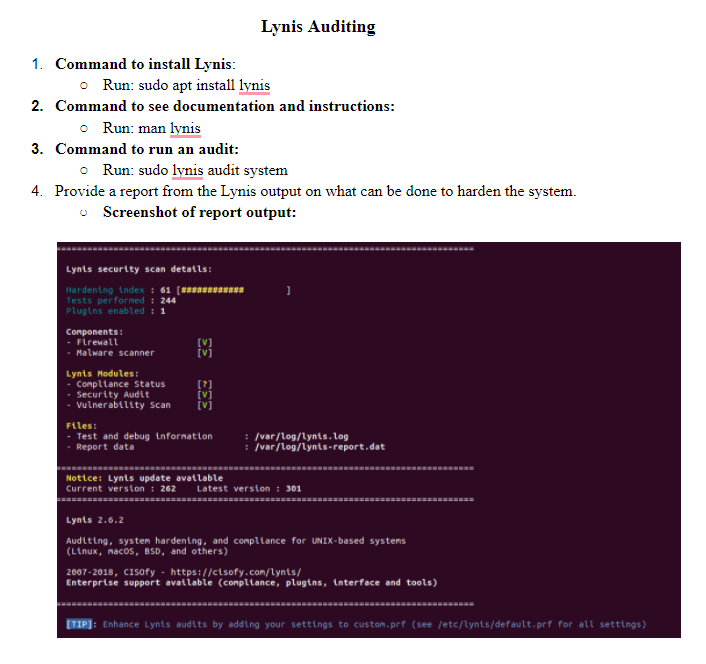 Lynis Auditing
1. Command to install Lynis:
○ Run: sudo apt install lynis
2. Command to see documentation and instructions:
○ Run: man lynis
3. Command to run an audit:
○ Run: sudo lynis audit system
4. Provide a report from the Lynis output on what can be done to harden the system.
○ Screenshot of report output:
================================================================================
Lynis security scan details:
Hardening index : 61 [############        ]
Tests performed : 244
Plugins enabled : 1
Components:
- Firewall [V]
- Malware scanner [V]
Lynis Modules:
- Compliance Status [?]
- Security Audit [V]
- Vulnerability Scan [V]
Files:
- Test and debug information : /var/log/lynis.log
- Report data : /var/log/lynis-report.dat
================================================================================
Notice: Lynis update available
Current version : 262 Latest version : 301
================================================================================
Lynis 2.6.2
Auditing, system hardening, and compliance for UNIX-based systems
(Linux, macOS, BSD, and others)
2007-2018, CISOfy - https://cisofy.com/lynis/
Enterprise support available (compliance, plugins, interface and tools)
================================================================================
[TIP]: Enhance Lynis audits by adding your settings to custom.prf (see /etc/lynis/default.prf for all settings)